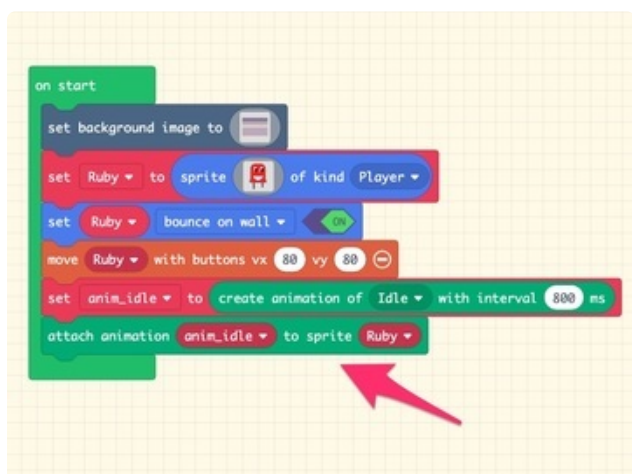 on start
set background image to
set Ruby to sprite of kind Player
set Ruby bounce on wall ON
move Ruby with buttons vx 80 vy 80
set anim_idle to create animation of Idle with interval 800 ms
attach animation anim_idle to sprite Ruby